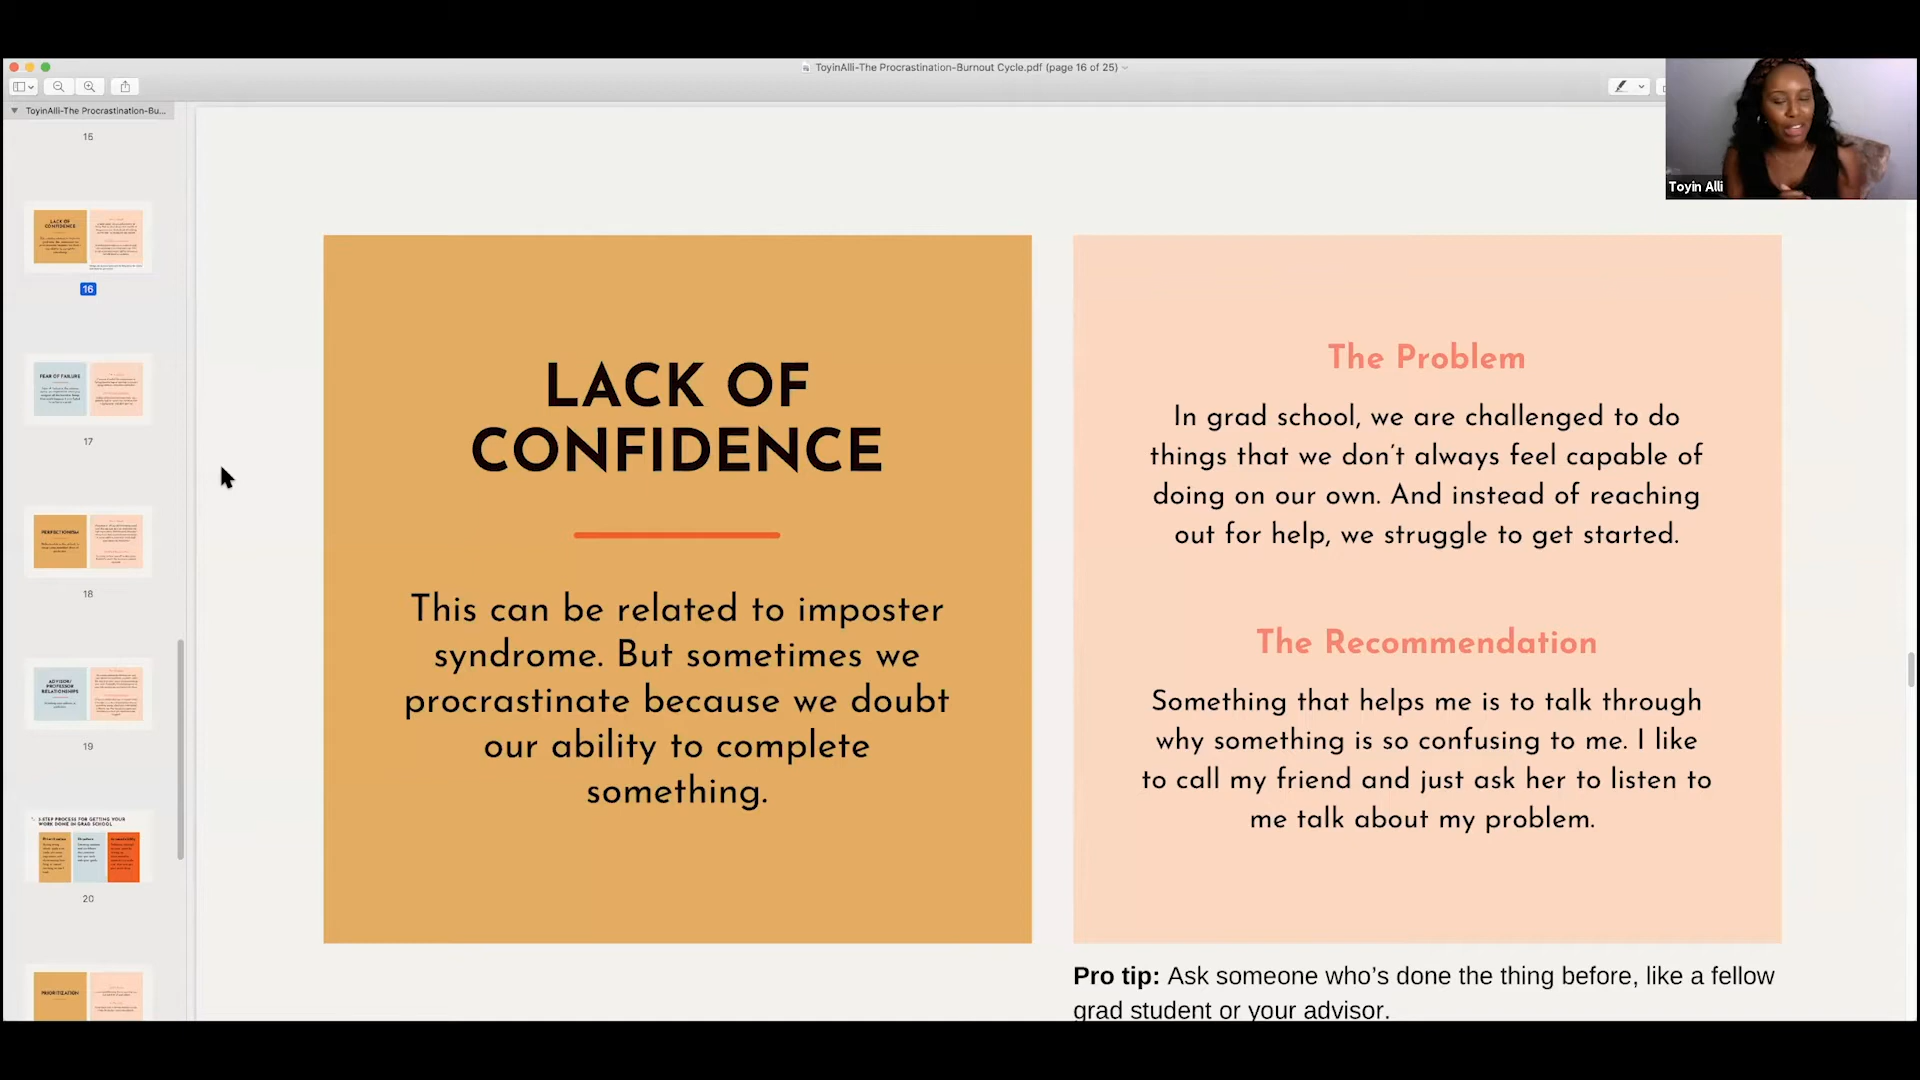 ToyinAlli-The Procrastination-Burnout Cycle.pdf (page 16 of 25)
ToyinAlli-The Procrastination-Bu...
15
LACK OF
CONFIDENCE
16
FEAR OF FAILURE
17
PERFECTIONISM
18
ADVISOR/
PROFESSOR
RELATIONSHIPS
19
3-STEP PROCESS FOR GETTING YOUR
WORK DONE IN GRAD SCHOOL
20
PRIORITIZATION
LACK OF
CONFIDENCE
This can be related to imposter
syndrome. But sometimes we
procrastinate because we doubt
our ability to complete
something.
The Problem
In grad school, we are challenged to do
things that we don't always feel capable of
doing on our own. And instead of reaching
out for help, we struggle to get started.
The Recommendation
Something that helps me is to talk through
why something is so confusing to me. I like
to call my friend and just ask her to listen to
me talk about my problem.
Pro tip: Ask someone who's done the thing before, like a fellow
grad student or your advisor.
Toyin Alli